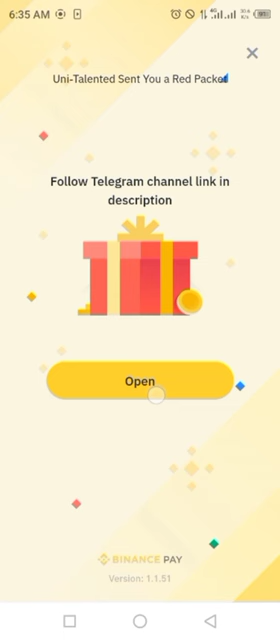 6:35 AM
Uni-Talented Sent You a Red Packet
Follow Telegram channel link in
description
Open
BINANCE PAY
Version: 1.1.51